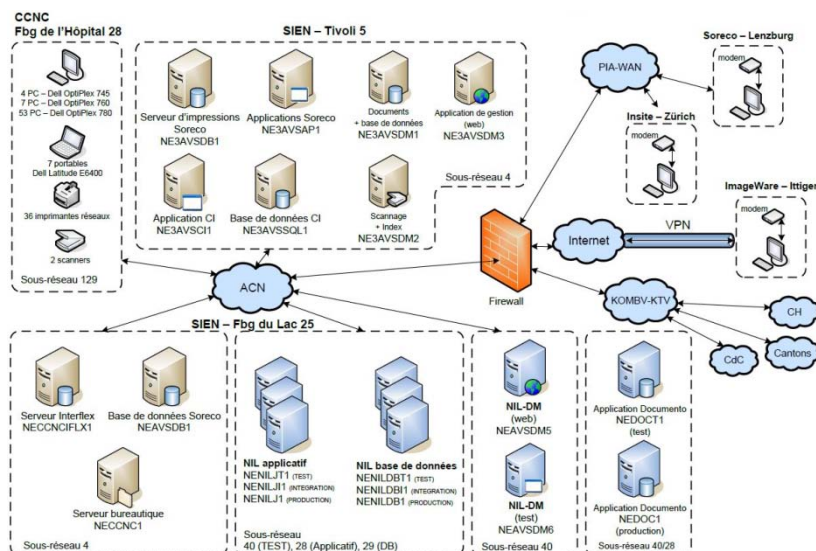 CCNC
Fbg de l'Hôpital 28
4 PC – Dell OptiPlex 745
7 PC – Dell OptiPlex 760
53 PC – Dell OptiPlex 780
7 portables
Dell Latitude E6400
36 imprimantes réseaux
2 scanners
Sous-réseau 129
SIEN – Tivoli 5
Serveur d'impressions
Soreco
NE3AVSDB1
Applications Soreco
NE3AVSAP1
Documents
+ base de données
NE3AVSDM1
Application de gestion
(web)
NE3AVSDM3
Application CI
NE3AVSCI1
Base de données CI
NE3AVSSQL1
Scannage
+ Index
NE3AVSDM2
Sous-réseau 4
PIA-WAN
Soreco – Lenzburg
modem
Insite – Zürich
modem
ImageWare – Ittigen
modem
Internet
VPN
Firewall
ACN
KOMBV-KTV
CH
Cantons
CdC
SIEN – Fbg du Lac 25
Serveur Interflex
NECCNCIFLX1
Base de données Soreco
NEAVSDB1
Serveur bureautique
NECCNC1
Sous-réseau 4
NIL applicatif
NENILJT1 (TEST)
NENILJI1 (INTEGRATION)
NENILJ1 (PRODUCTION)
NIL base de données
NENILDBT1 (TEST)
NENILDBI1 (INTEGRATION)
NENILDB1 (PRODUCTION)
Sous-réseau
40 (TEST), 28 (Applicatif), 29 (DB)
NIL-DM
(web)
NEAVSDM5
NIL-DM
(test)
NEAVSDM6
Sous-réseau 40
Application Documento
NEDOCT1
(test)
Application Documento
NEDOC1
(production)
Sous-réseau 40/28